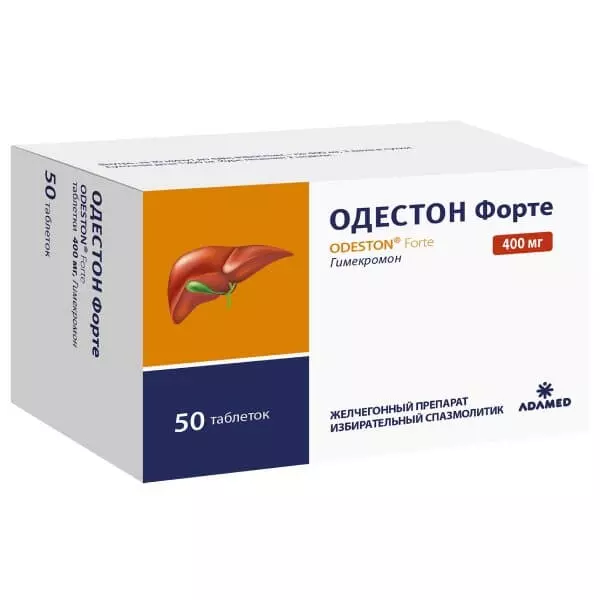 ОДЕСТОН Форте
ODESTON® Forte
400 мг
Гимекромон
50 таблеток
ЖЕЛЧЕГОННЫЙ ПРЕПАРАТ
ИЗБИРАТЕЛЬНЫЙ СПАЗМОЛИТИК
ADAMED
ОДЕСТОН Форте
ODESTON® Forte
таблетки 400 мг, Гимекромон
50 таблеток